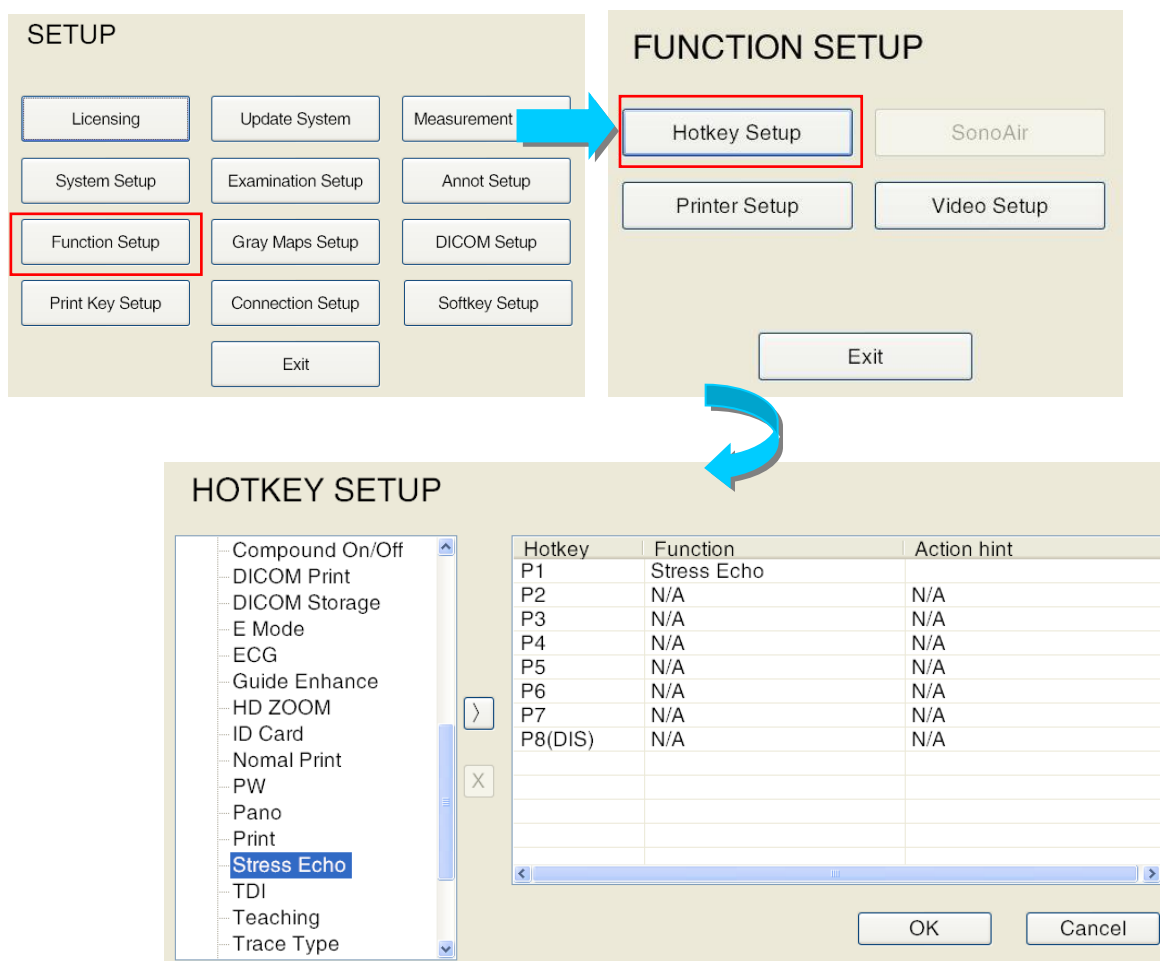 SETUP
Licensing
Update System
Measurement
System Setup
Examination Setup
Annot Setup
Function Setup
Gray Maps Setup
DICOM Setup
Print Key Setup
Connection Setup
Softkey Setup
Exit
FUNCTION SETUP
Hotkey Setup
SonoAir
Printer Setup
Video Setup
Exit
HOTKEY SETUP
Compound On/Off
DICOM Print
DICOM Storage
E Mode
ECG
Guide Enhance
HD ZOOM
ID Card
Nomal Print
PW
Pano
Print
Stress Echo
TDI
Teaching
Trace Type
〉
X
Hotkey Function Action hint
P1 Stress Echo
P2 N/A N/A
P3 N/A N/A
P4 N/A N/A
P5 N/A N/A
P6 N/A N/A
P7 N/A N/A
P8(DIS) N/A N/A
OK
Cancel